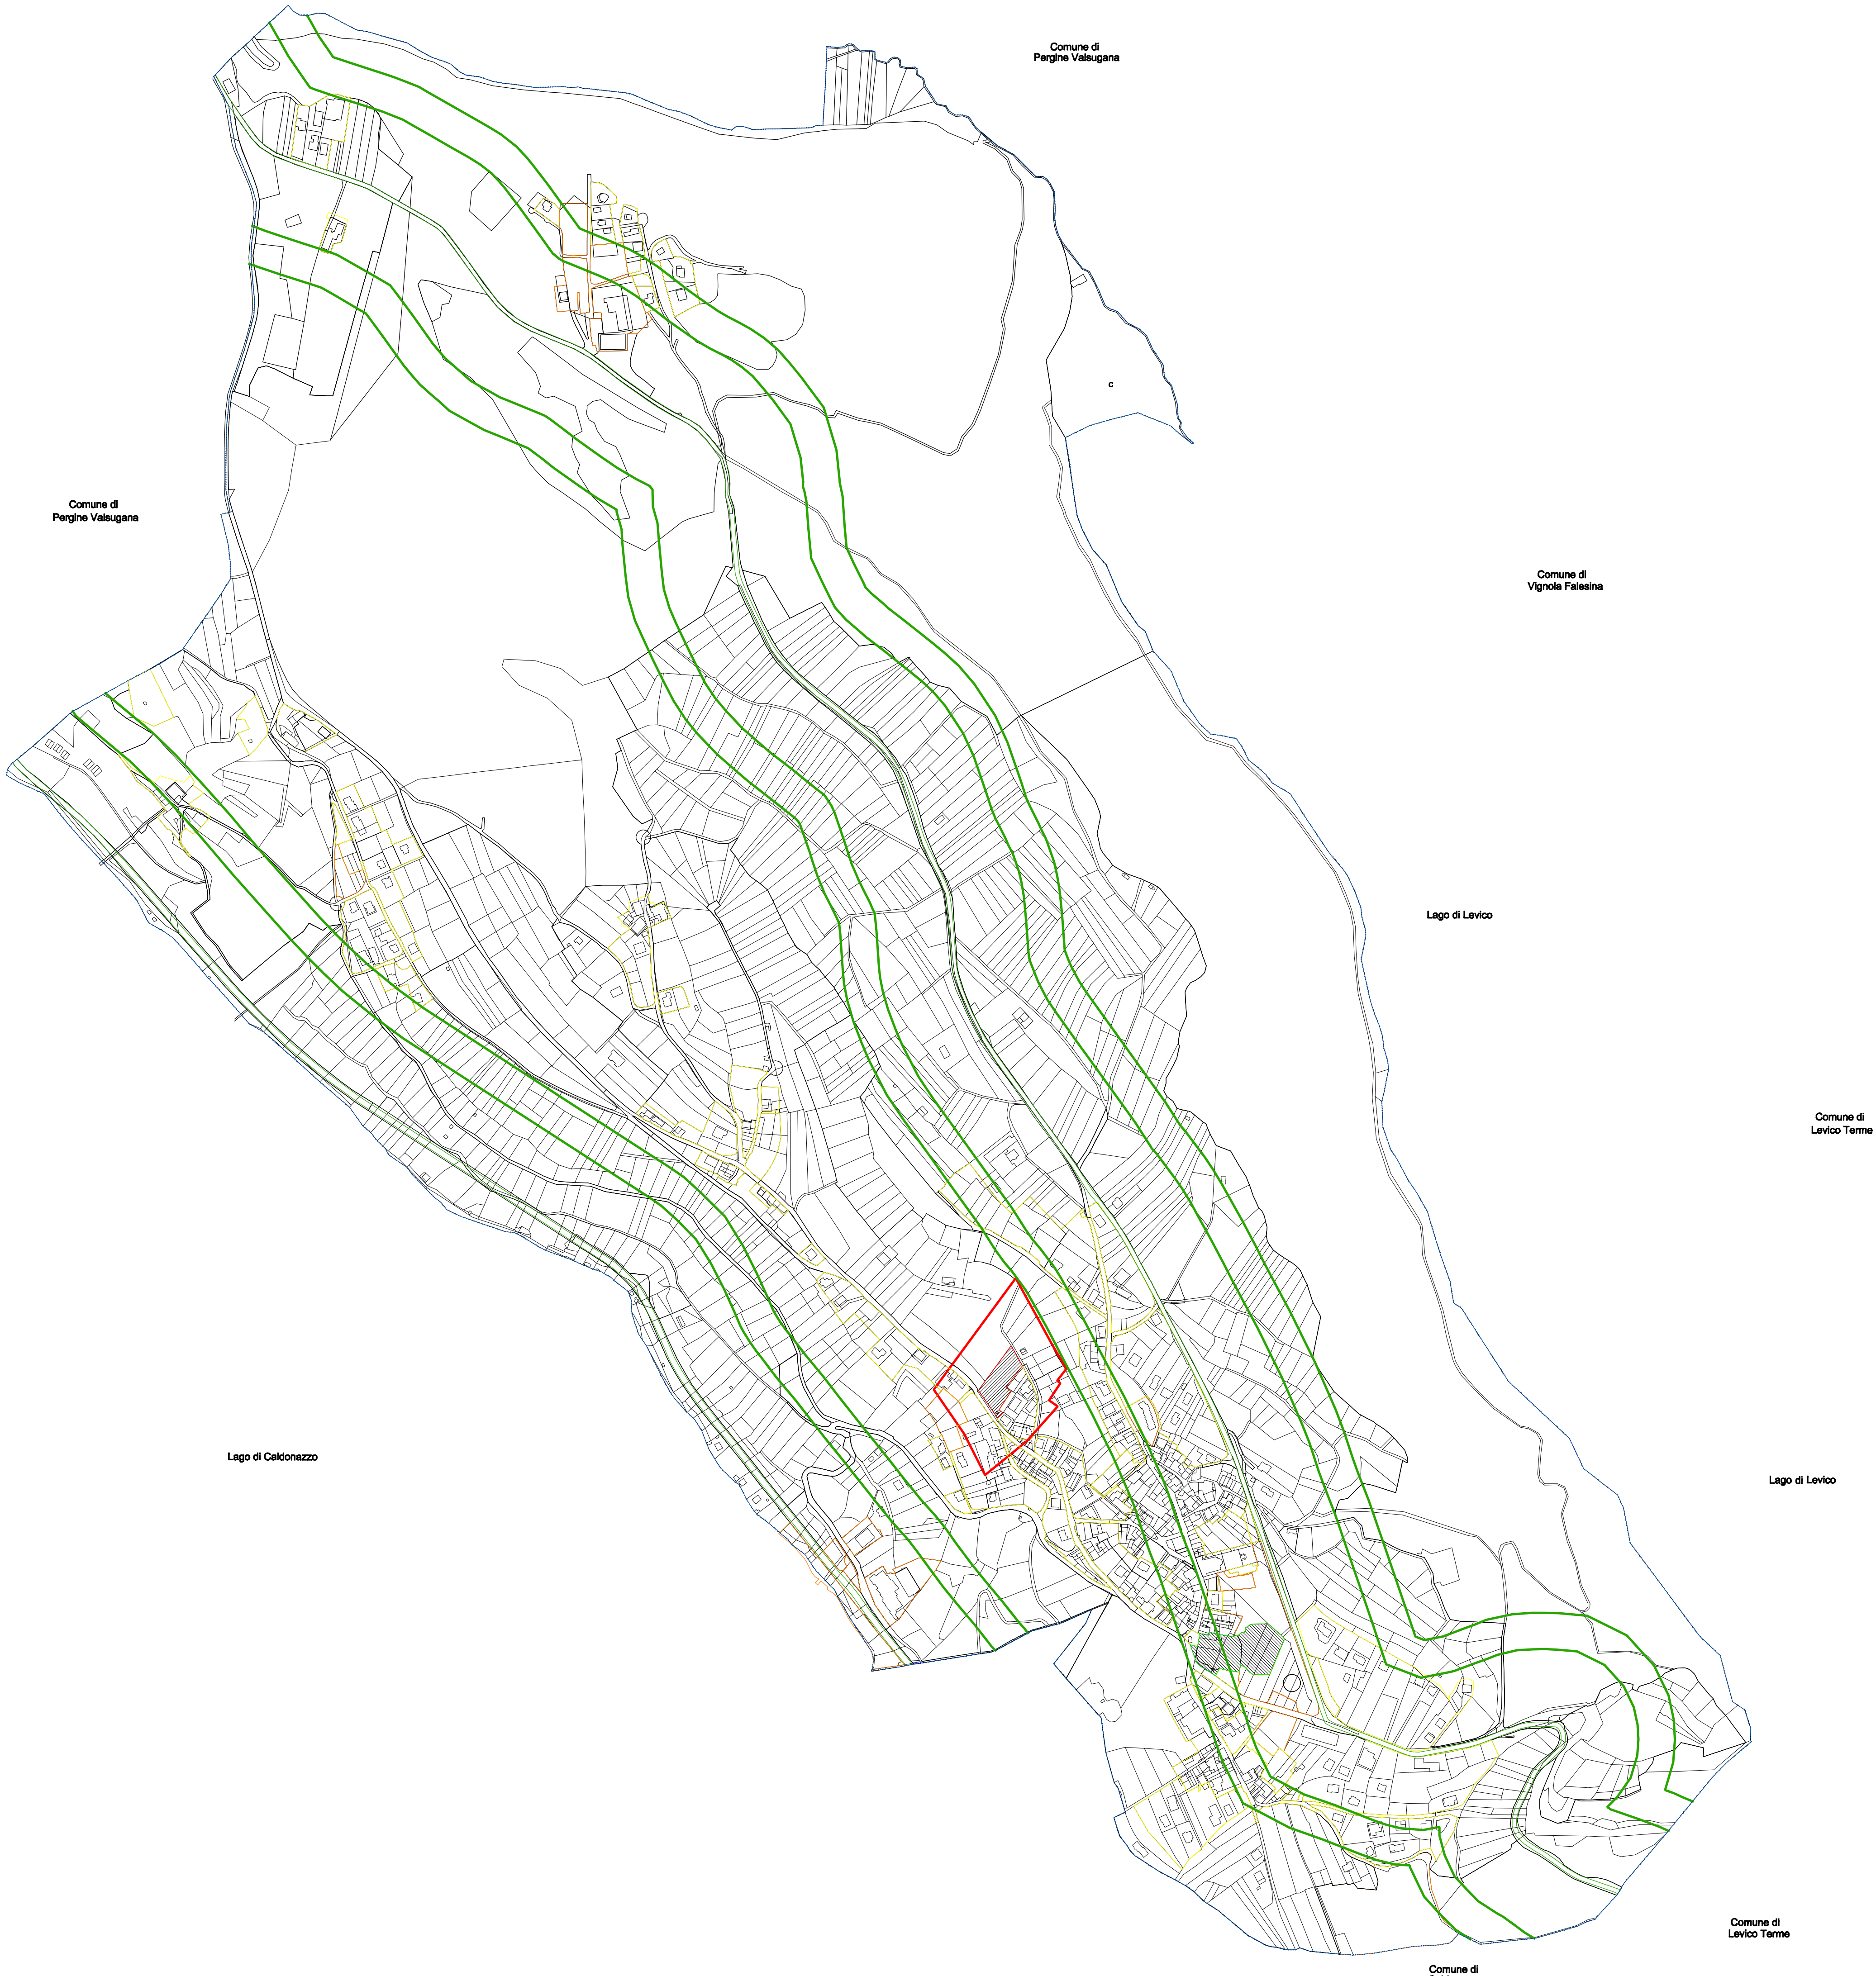 Comune di
Pergine Valsugana
c
Comune di
Pergine Valsugana
Comune di
Vignola Falesina
Lago di Levico
Comune di
Levico Terme
Lago di Caldonazzo
Lago di Levico
Comune di
Levico Terme
Comune di